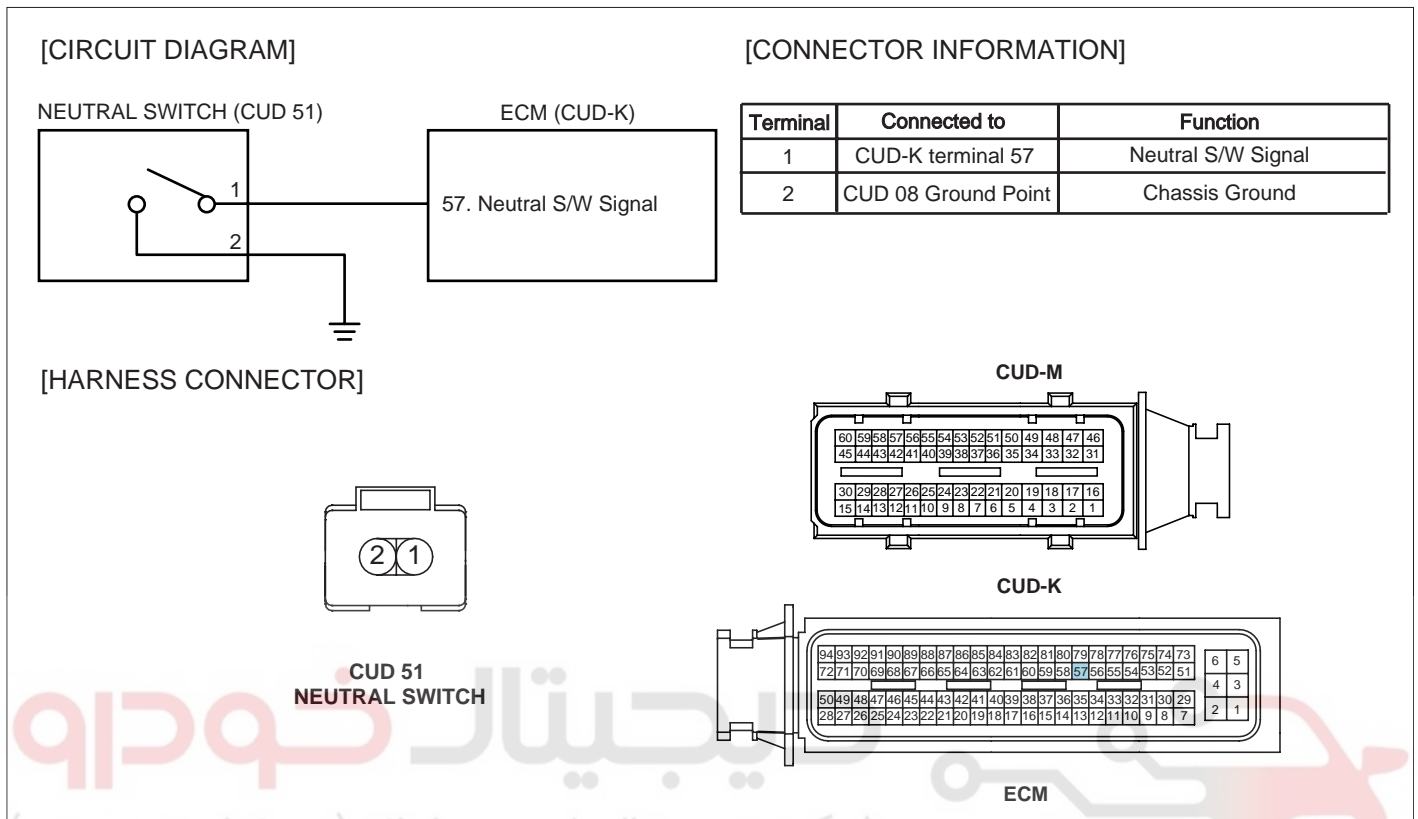 [CIRCUIT DIAGRAM]
NEUTRAL SWITCH (CUD 51)
ECM (CUD-K)
1
57. Neutral S/W Signal
2
[CONNECTOR INFORMATION]
Terminal Connected to Function
1 CUD-K terminal 57 Neutral S/W Signal
2 CUD 08 Ground Point Chassis Ground
[HARNESS CONNECTOR]
2 1
CUD 51
NEUTRAL SWITCH
CUD-M
60 59 58 57 56 55 54 53 52 51 50 49 48 47 46
45 44 43 42 41 40 39 38 37 36 35 34 33 32 31
30 29 28 27 26 25 24 23 22 21 20 19 18 17 16
15 14 13 12 11 10 9 8 7 6 5 4 3 2 1
CUD-K
94 93 92 91 90 89 88 87 86 85 84 83 82 81 80 79 78 77 76 75 74 73
72 71 70 69 68 67 66 65 64 63 62 61 60 59 58 57 56 55 54 53 52 51
50 49 48 47 46 45 44 43 42 41 40 39 38 37 36 35 34 33 32 31 30 29
28 27 26 25 24 23 22 21 20 19 18 17 16 15 14 13 12 11 10 9 8 7
6 5
4 3
2 1
ECM
دیجیتال خودرو